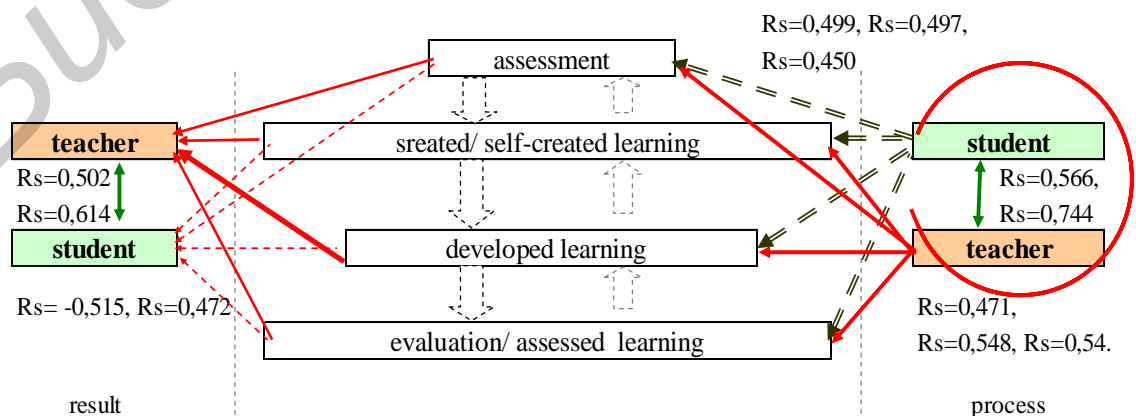 Rs=0,499, Rs=0,497,
Rs=0,450
assessment
teacher
sreated/ self-created learning
student
Rs=0,502
Rs=0,614
Rs=0,566,
Rs=0,744
student
developed learning
teacher
Rs= -0,515, Rs=0,472
Rs=0,471,
Rs=0,548, Rs=0,54.
evaluation/ assessed learning
result
process